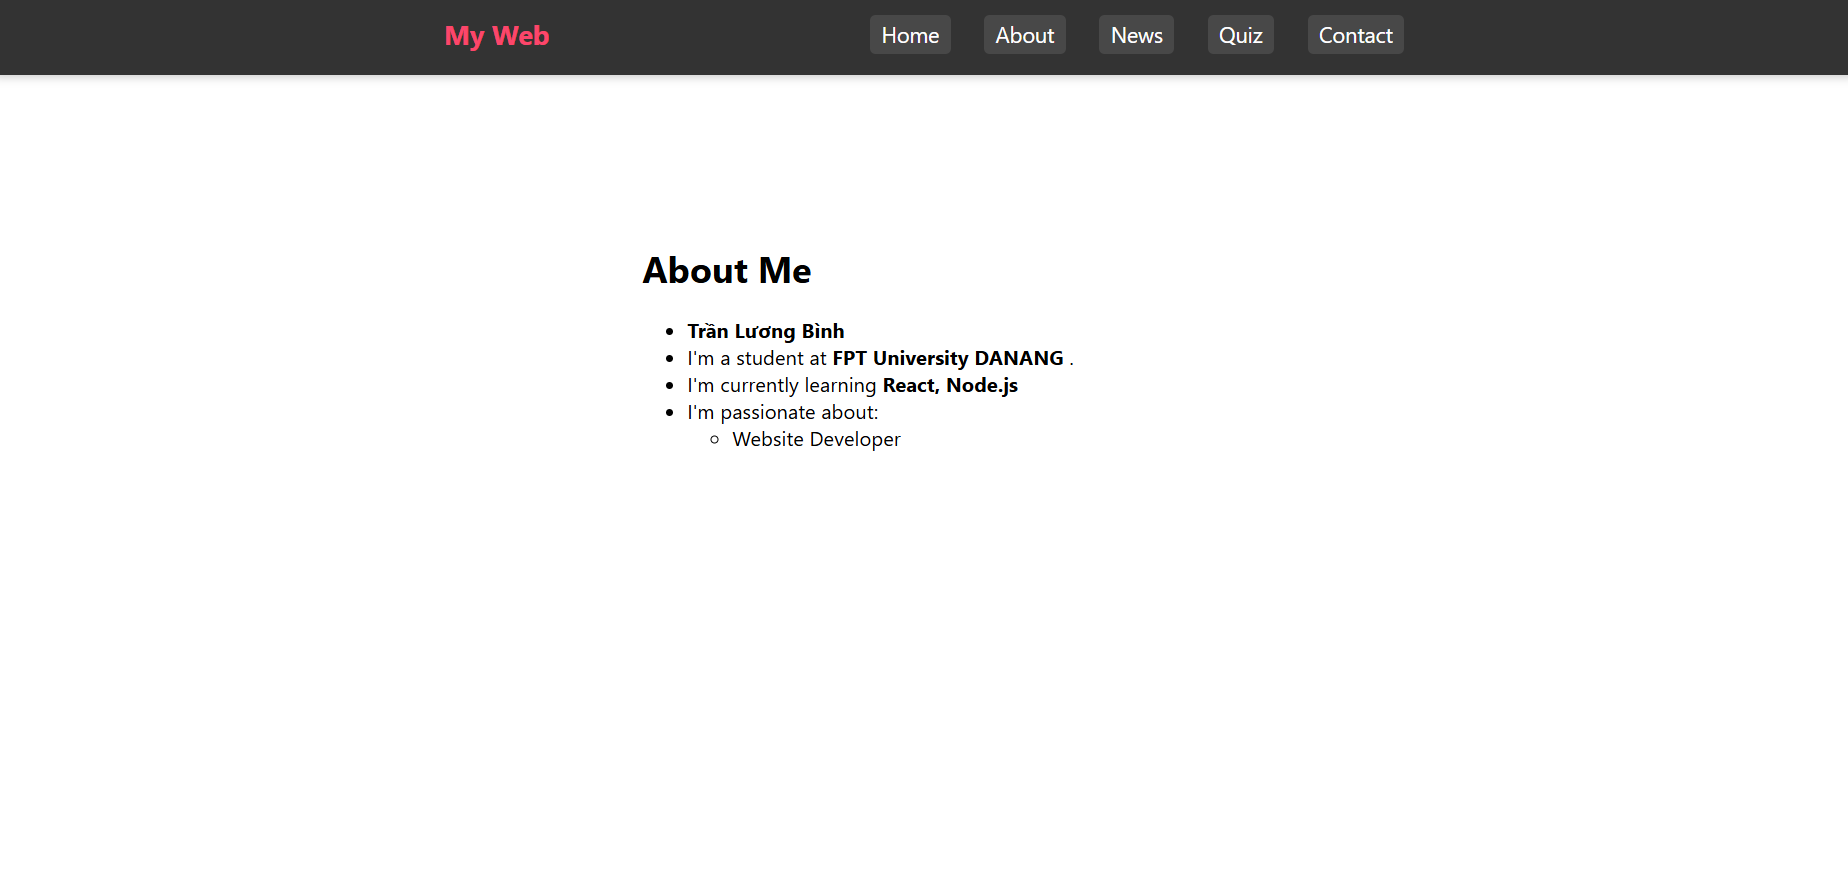 My Web
Home About News Quiz Contact
About Me
Trần Lương Bình
I'm a student at FPT University DANANG .
I'm currently learning React, Node.js
I'm passionate about:
Website Developer